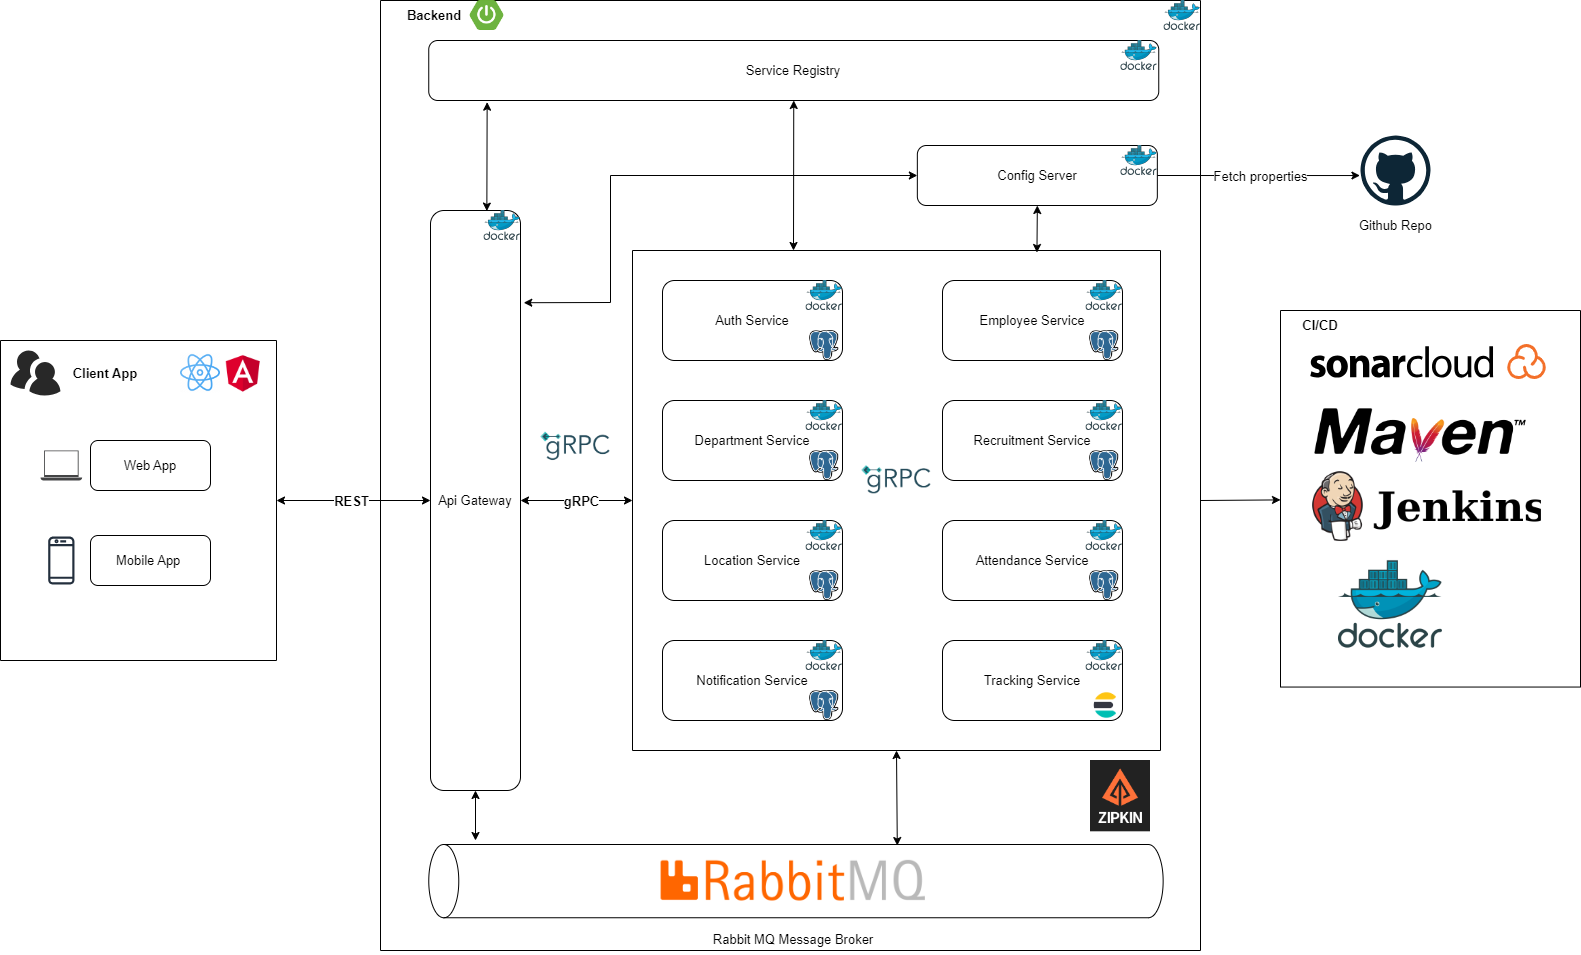 Backend
docker
Service Registry
docker
Config Server
docker
Fetch properties
Github Repo
docker
Client App
Web App
Mobile App
REST
Api Gateway
gRPC
gRPC
Auth Service
docker
Employee Service
docker
Department Service
docker
Recruitment Service
docker
gRPC
Location Service
docker
Attendance Service
docker
Notification Service
docker
Tracking Service
docker
ZIPKIN
RabbitMQ
Rabbit MQ Message Broker
CI/CD
sonarcloud
Maven™
Jenkins
docker